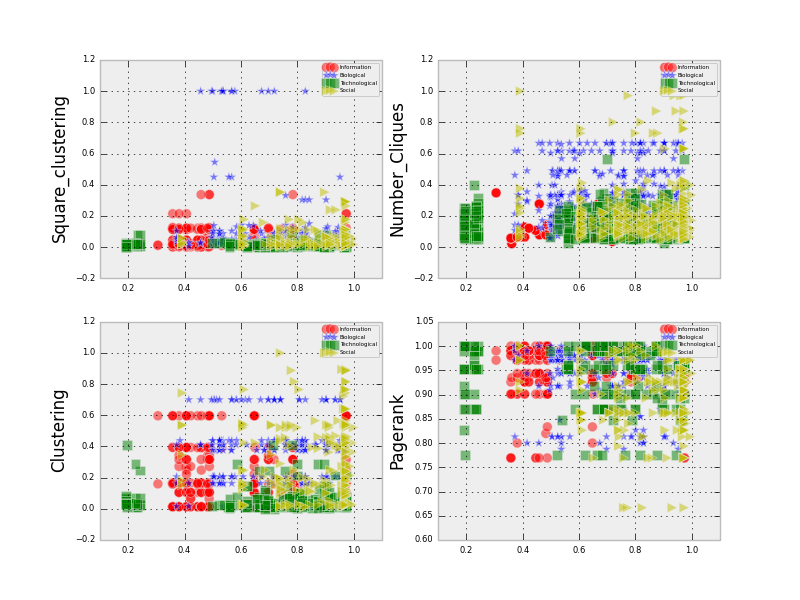 Square_clustering
1.2
1.0
0.8
0.6
0.4
0.2
0.0
−0.2
0.2 0.4 0.6 0.8 1.0
Information
Biological
Technological
Social
Number_Cliques
1.2
1.0
0.8
0.6
0.4
0.2
0.0
−0.2
0.2 0.4 0.6 0.8 1.0
Information
Biological
Technological
Social
Clustering
1.2
1.0
0.8
0.6
0.4
0.2
0.0
−0.2
0.2 0.4 0.6 0.8 1.0
Information
Biological
Technological
Social
Pagerank
1.05
1.00
0.95
0.90
0.85
0.80
0.75
0.70
0.65
0.60
0.2 0.4 0.6 0.8 1.0
Information
Biological
Technological
Social